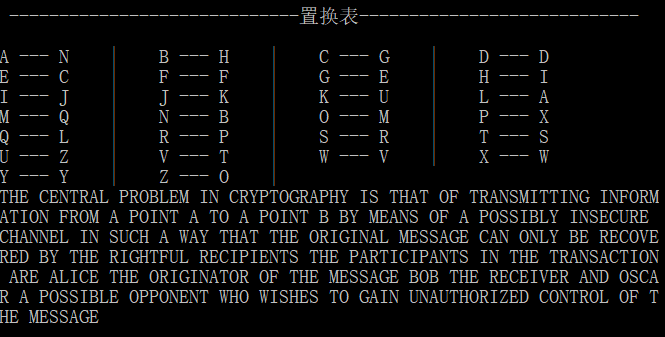 -----------------------------置换表-----------------------------
A --- N | B --- H | C --- G | D --- D
E --- C | F --- F | G --- E | H --- I
I --- J | J --- K | K --- U | L --- A
M --- Q | N --- B | O --- M | P --- X
Q --- L | R --- P | S --- R | T --- S
U --- Z | V --- T | W --- V | X --- W
Y --- Y | Z --- O
THE CENTRAL PROBLEM IN CRYPTOGRAPHY IS THAT OF TRANSMITTING INFORM
ATION FROM A POINT A TO A POINT B BY MEANS OF A POSSIBLY INSECURE
CHANNEL IN SUCH A WAY THAT THE ORIGINAL MESSAGE CAN ONLY BE RECOVE
RED BY THE RIGHTFUL RECIPIENTS THE PARTICIPANTS IN THE TRANSACTION
ARE ALICE THE ORIGINATOR OF THE MESSAGE BOB THE RECEIVER AND OSCA
R A POSSIBLE OPPONENT WHO WISHES TO GAIN UNAUTHORIZED CONTROL OF T
HE MESSAGE